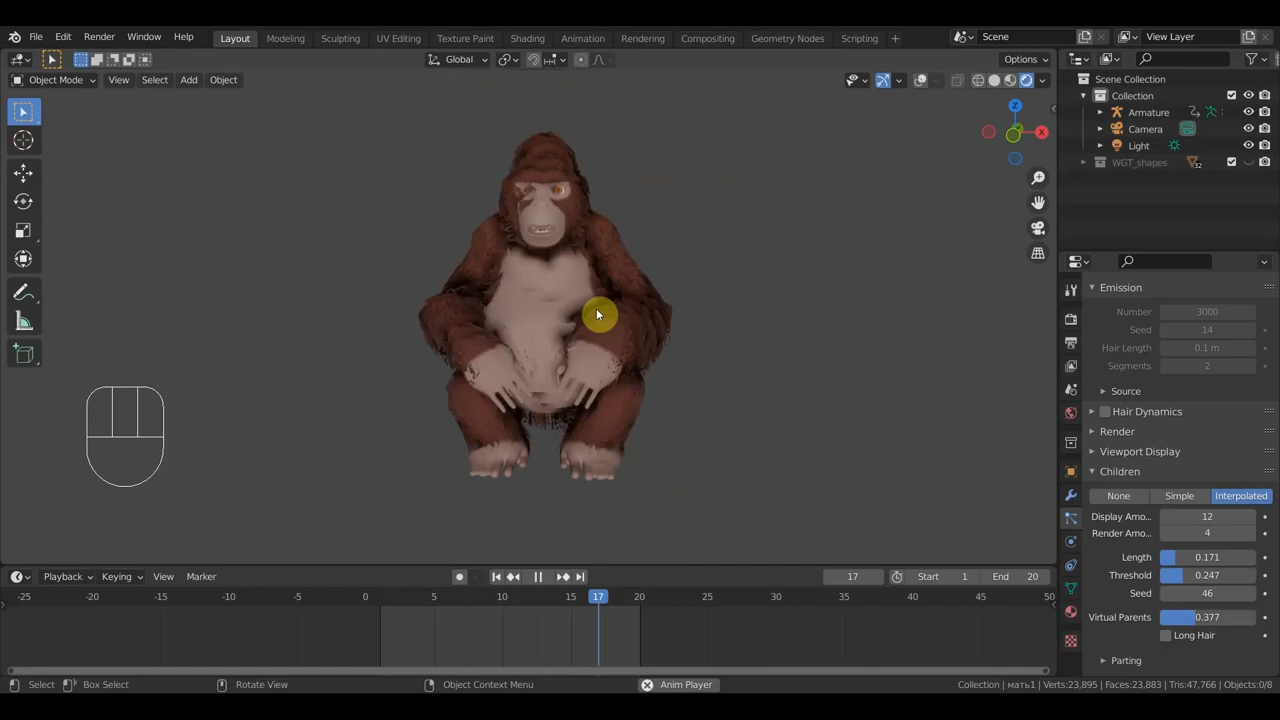 File Edit Render Window Help Layout Modeling Sculpting UV Editing Texture Paint Shading Animation Rendering Compositing Geometry Nodes Scripting + Scene View Layer
Global Options
Object Mode View Select Add Object
Scene Collection
Collection
Armature
Camera
Light
WGT_shapes 32
Z
X
Emission
Number 3000
Seed 14
Hair Length 0.1 m
Segments 2
Source
Hair Dynamics
Render
Viewport Display
Children
None Simple Interpolated
Display Amo... 12
Render Amo... 4
Length 0.171
Threshold 0.247
Seed 46
Virtual Parents 0.377
Long Hair
Parting
Playback Keying View Marker 17 Start 1 End 20
-25 -20 -15 -10 -5 0 5 10 15 17 20 25 30 35 40 45 50
Select Box Select Rotate View Object Context Menu Anim Player Collection | мать1 | Verts:23,895 | Faces:23,883 | Tris:47,766 | Objects:0/8